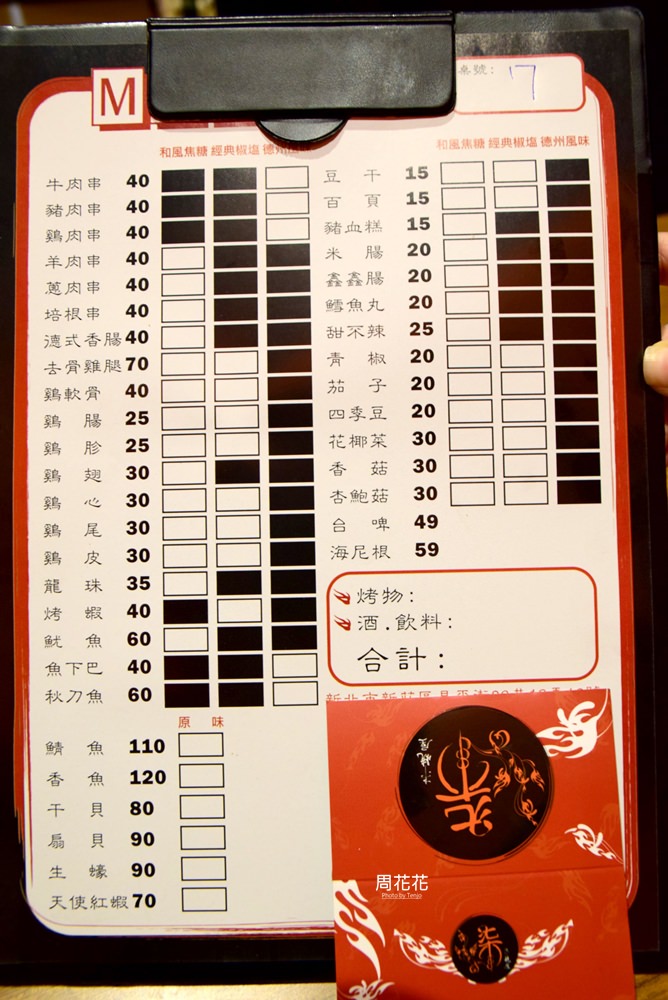 M
桌號: 17
和風焦糖 經典椒塩 德州
牛肉串 40
豬肉串 40
鷄肉串 40
羊肉串 40
蔥肉串 40
培根串 40
德式香腸 40
去骨雞腿 70
鷄軟骨 40
鷄腸 25
鷄胗 25
鷄翅 30
鷄心 30
鷄尾 30
鷄皮 30
龍珠 35
烤蝦 40
魷魚 60
魚下巴 40
秋刀魚 60
原味
鯖魚 110
香魚 120
干貝 80
扇貝 90
生蠔 90
天使紅蝦 70
和風焦糖 經典椒塩 德州風味
豆干 15
百頁 15
豬血糕 15
米腸 20
鑫鑫腸 20
鱈魚丸 20
甜不辣 25
青椒 20
茄子 20
四季豆 20
花椰菜 30
香菇 30
杏鮑菇 30
台啤 49
海尼根 59
烤物:
酒.飲料:
合計:
新北市新莊區
柒
周花花
Photo by Tenjo
柒